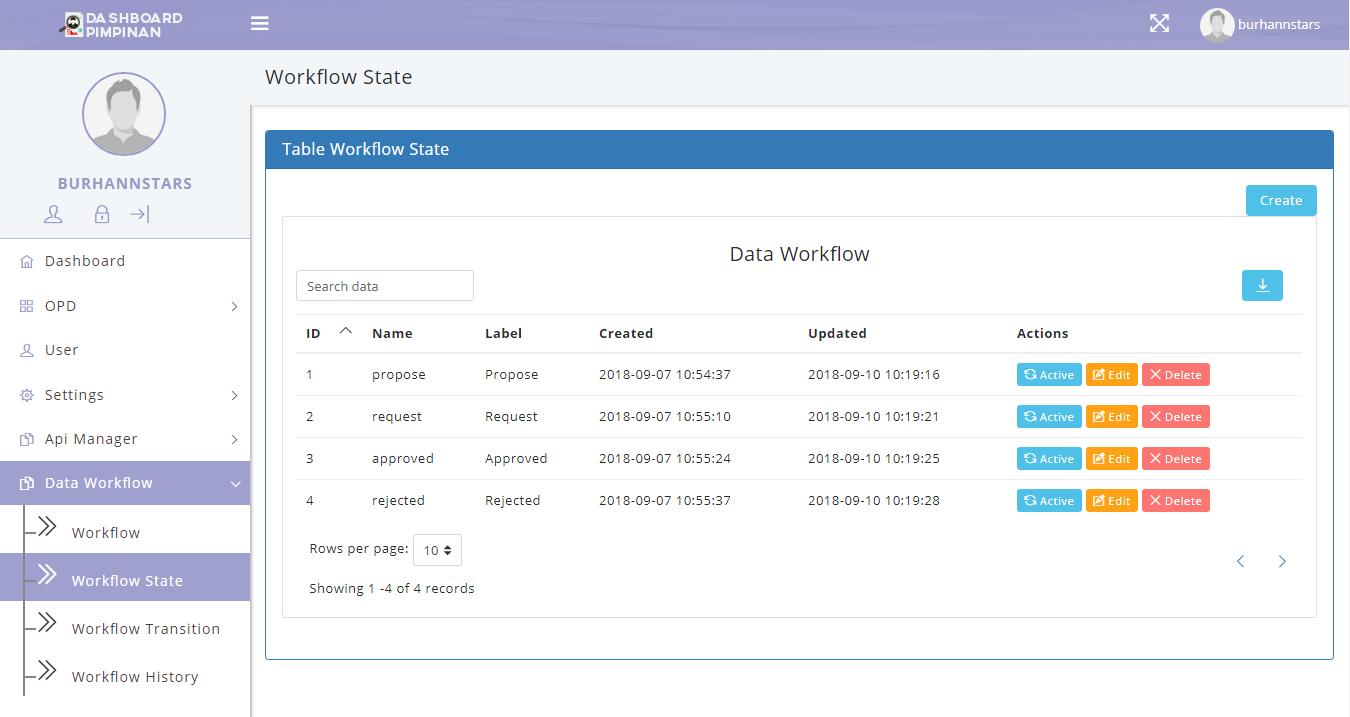 DASHBOARD
PIMPINAN
burhannstars
BURHANNSTARS
Dashboard
OPD
User
Settings
Api Manager
Data Workflow
Workflow
Workflow State
Workflow Transition
Workflow History
Workflow State
Table Workflow State
Create
Data Workflow
Search data
ID Name Label Created Updated Actions
1 propose Propose 2018-09-07 10:54:37 2018-09-10 10:19:16 Active Edit Delete
2 request Request 2018-09-07 10:55:10 2018-09-10 10:19:21 Active Edit Delete
3 approved Approved 2018-09-07 10:55:24 2018-09-10 10:19:25 Active Edit Delete
4 rejected Rejected 2018-09-07 10:55:37 2018-09-10 10:19:28 Active Edit Delete
Rows per page: 10
Showing 1 -4 of 4 records